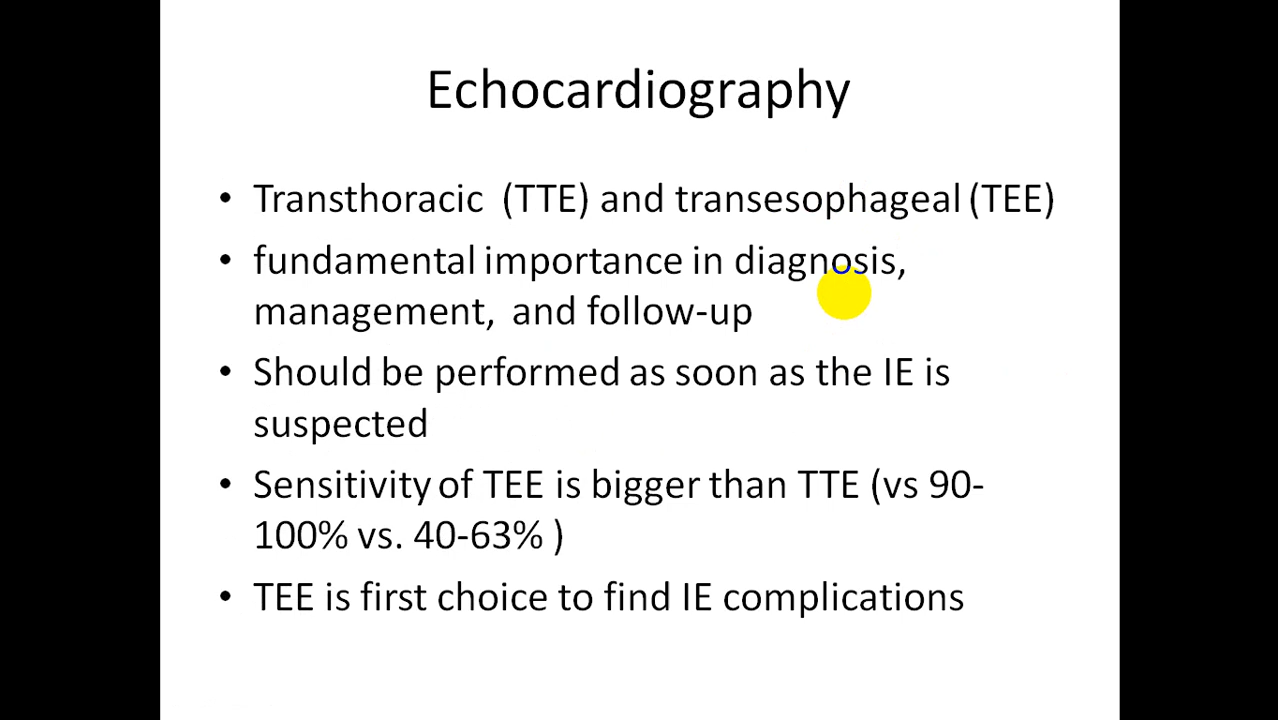 Echocardiography
• Transthoracic (TTE) and transesophageal (TEE)
• fundamental importance in diagnosis,
management, and follow-up
• Should be performed as soon as the IE is
suspected
• Sensitivity of TEE is bigger than TTE (vs 90-
100% vs. 40-63% )
• TEE is first choice to find IE complications